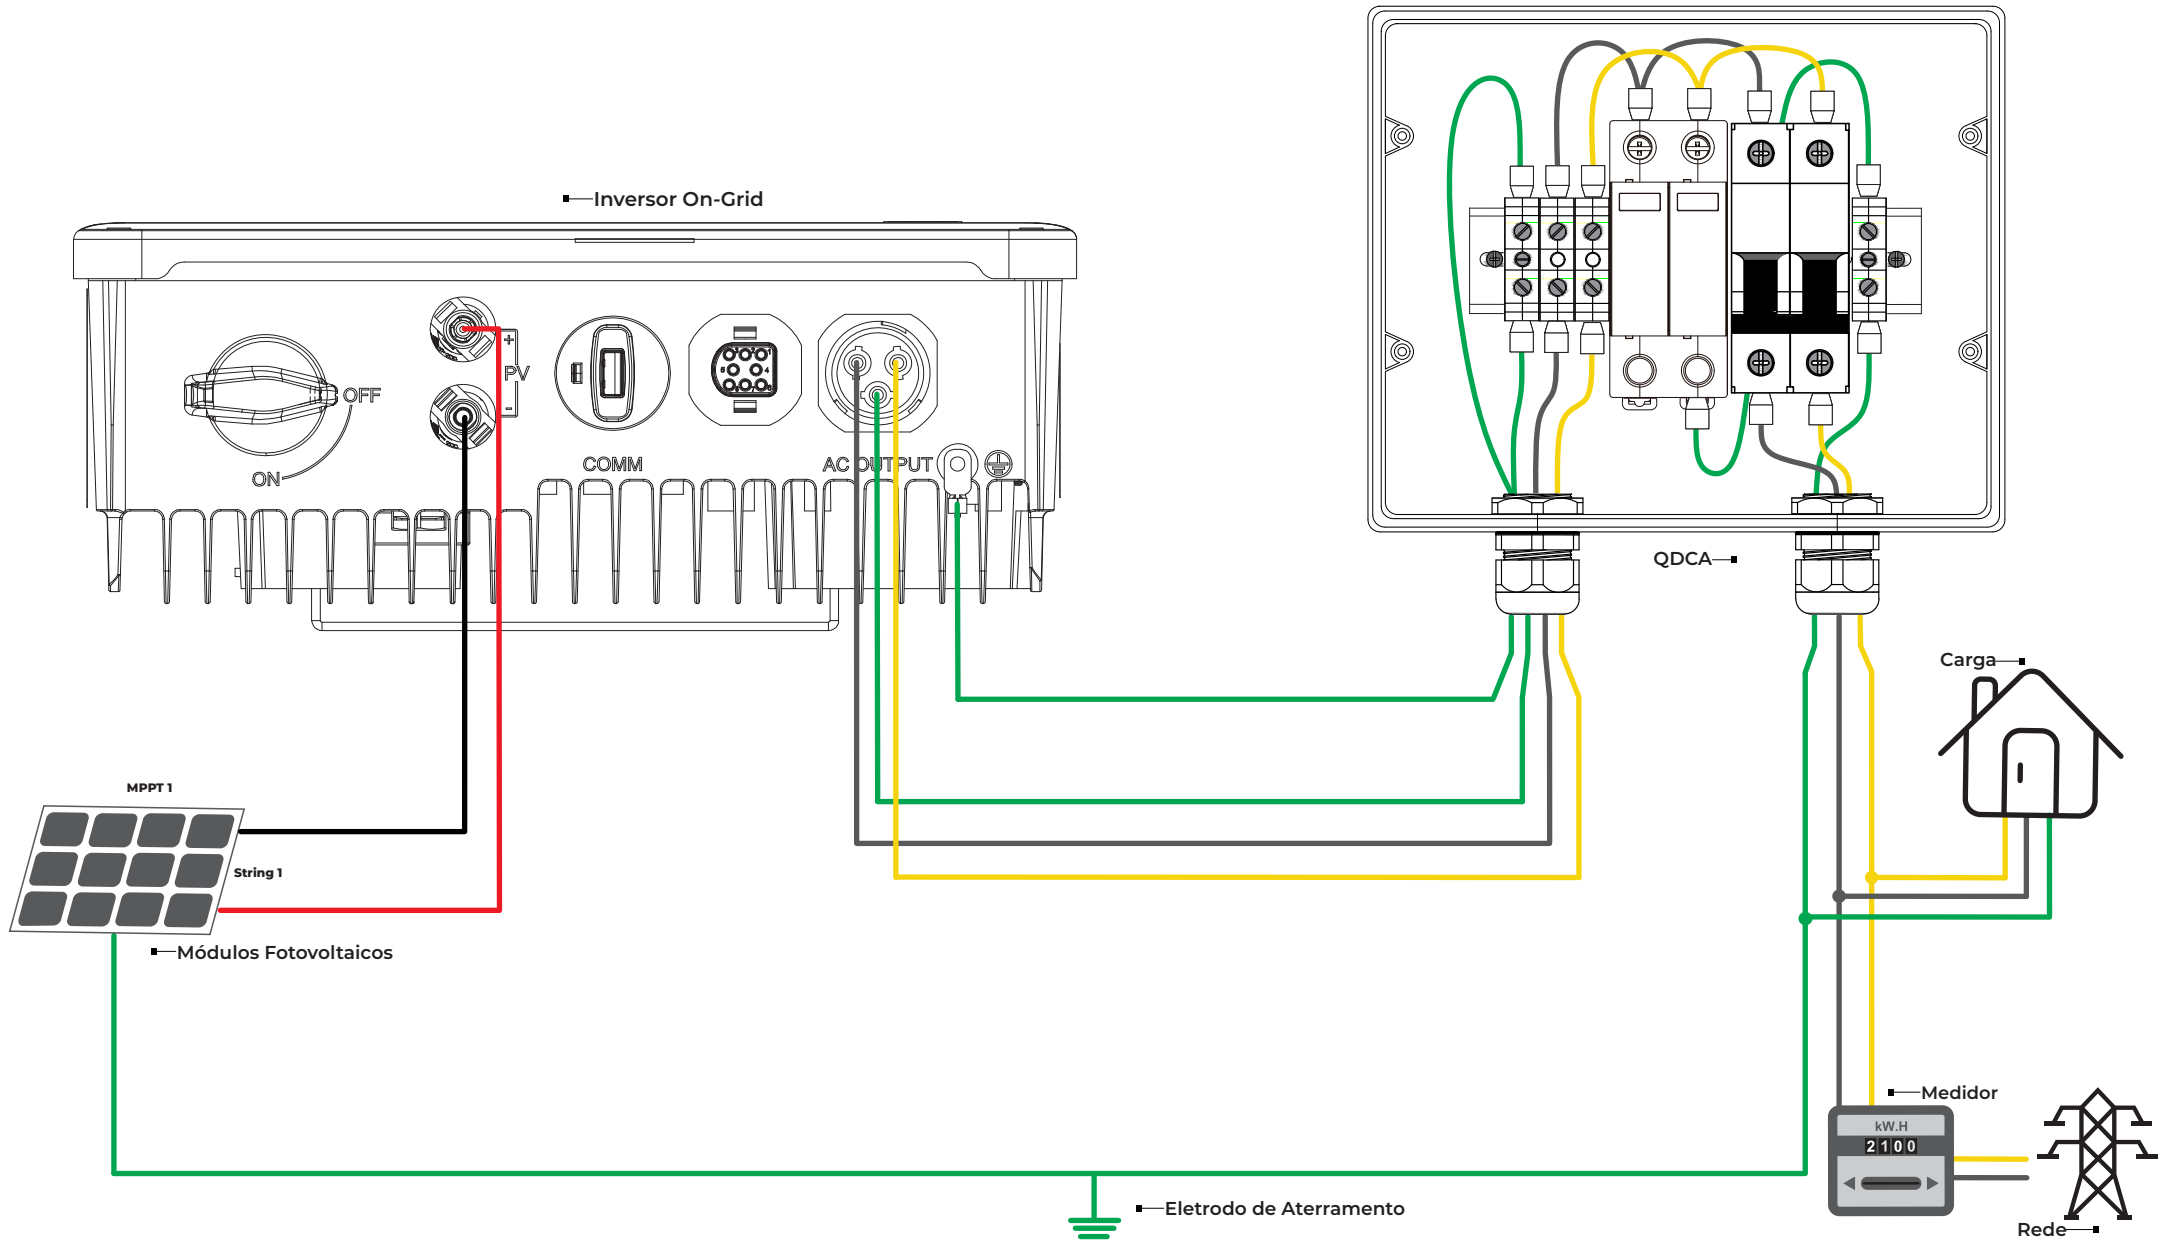 Inversor On-Grid
OFF
ON
+
PV
-
COMM
AC OUTPUT
QDCA
Carga
MPPT 1
String 1
Módulos Fotovoltaicos
Medidor
kW.H
2100
Eletrodo de Aterramento
Rede